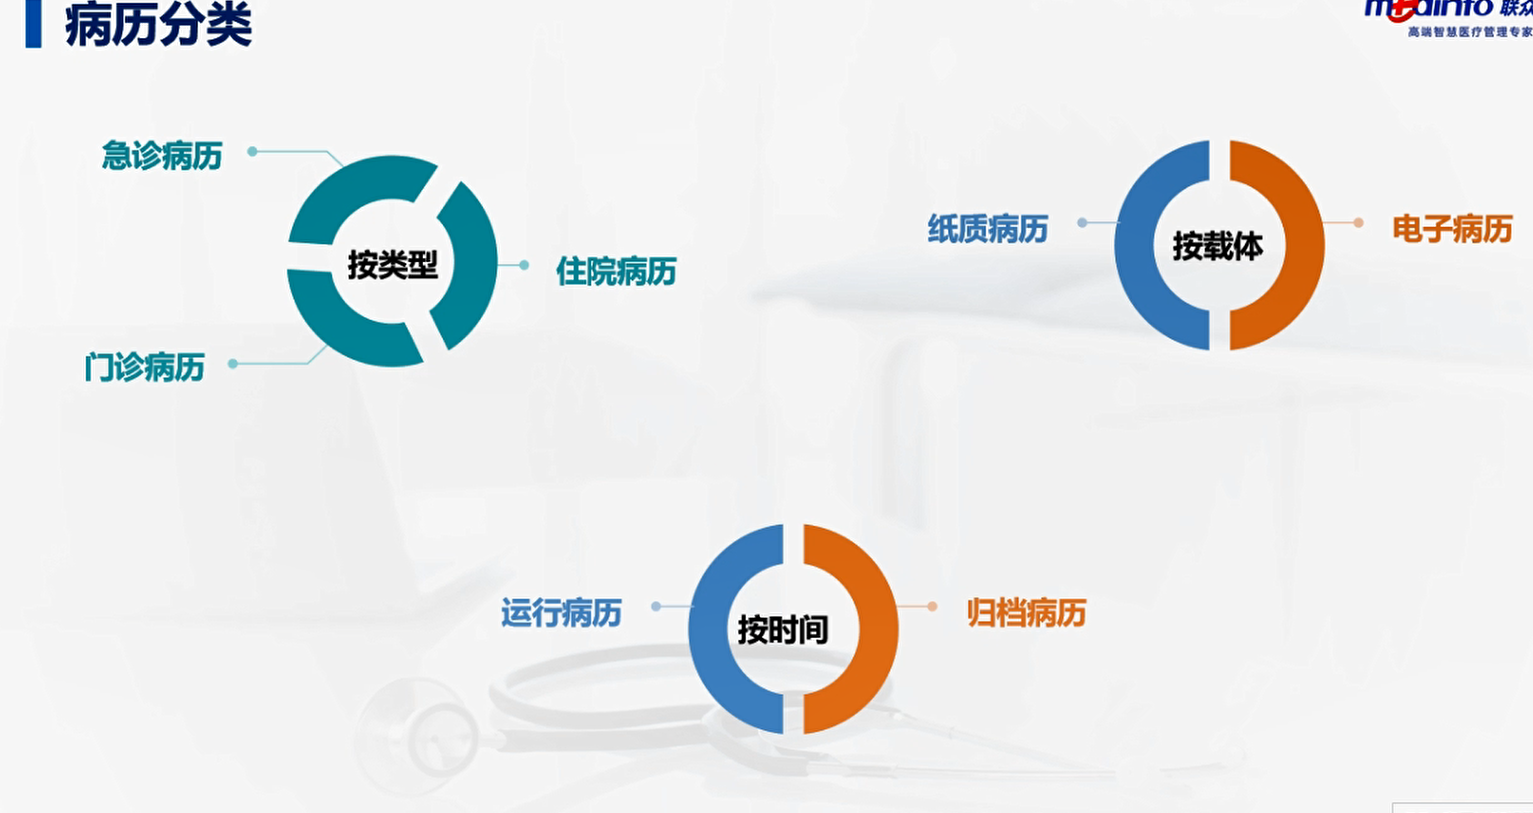 病历分类
medinfo 联众
高端智慧医疗管理专家
急诊病历
按类型
住院病历
门诊病历
纸质病历
按载体
电子病历
运行病历
按时间
归档病历